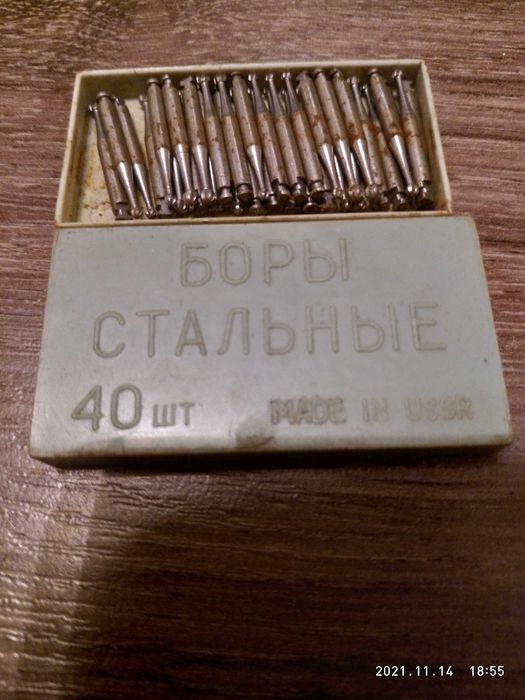 БОРЫ
СТАЛЬНЫЕ
40 шт MADE IN USSR
2021.11.14 18:55